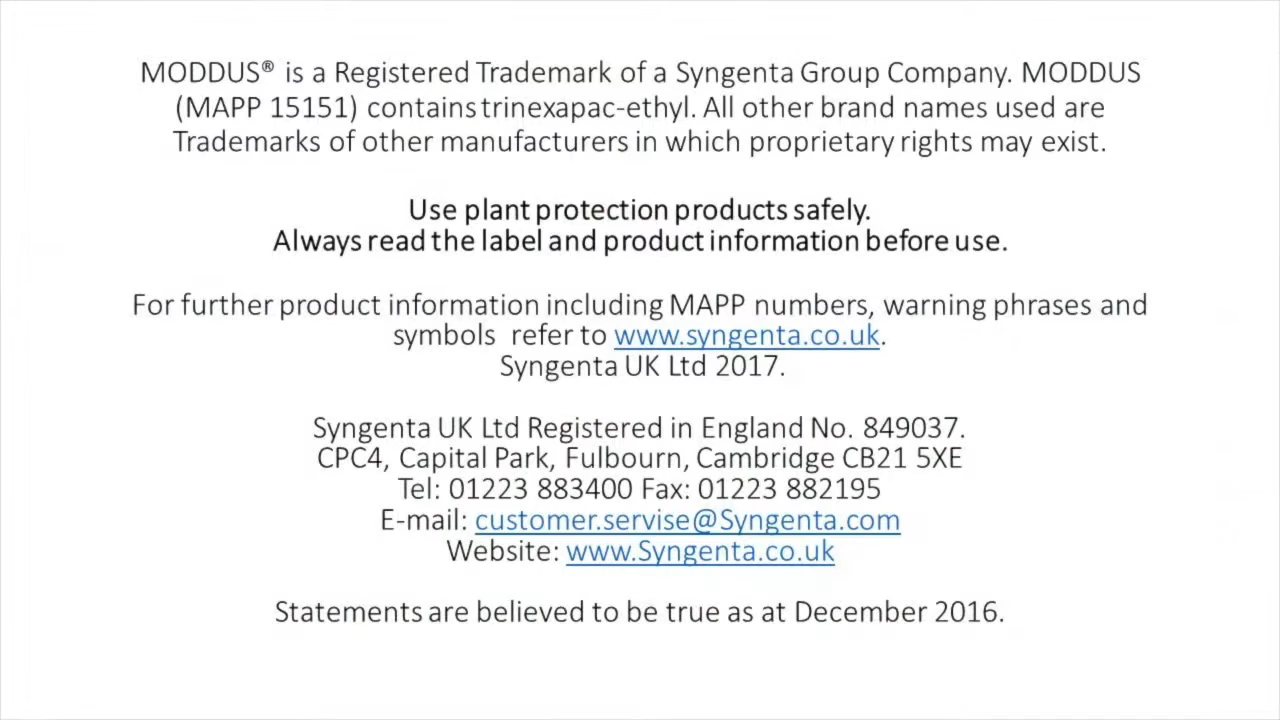 MODDUS® is a Registered Trademark of a Syngenta Group Company. MODDUS
(MAPP 15151) contains trinexapac-ethyl. All other brand names used are
Trademarks of other manufacturers in which proprietary rights may exist.
Use plant protection products safely.
Always read the label and product information before use.
For further product information including MAPP numbers, warning phrases and
symbols refer to www.syngenta.co.uk.
Syngenta UK Ltd 2017.
Syngenta UK Ltd Registered in England No. 849037.
CPC4, Capital Park, Fulbourn, Cambridge CB21 5XE
Tel: 01223 883400 Fax: 01223 882195
E-mail: customer.servise@Syngenta.com
Website: www.Syngenta.co.uk
Statements are believed to be true as at December 2016.